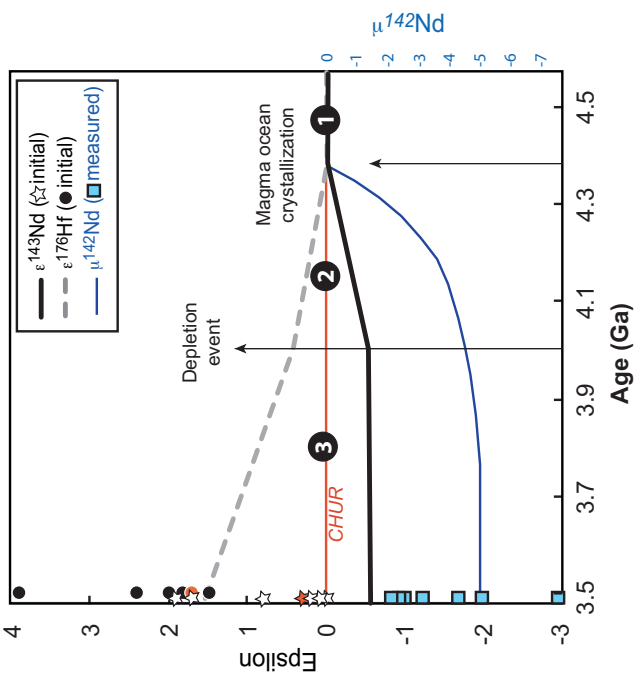 ε143Nd (☆initial)
ε176Hf (●initial)
μ142Nd (■measured)
Magma ocean
crystallization
Depletion
event
1
2
3
CHUR
Epsilon
4
3
2
1
0
-1
-2
-3
3.5
3.7
3.9
4.1
4.3
4.5
Age (Ga)
μ142Nd
0
-1
-2
-3
-4
-5
-6
-7